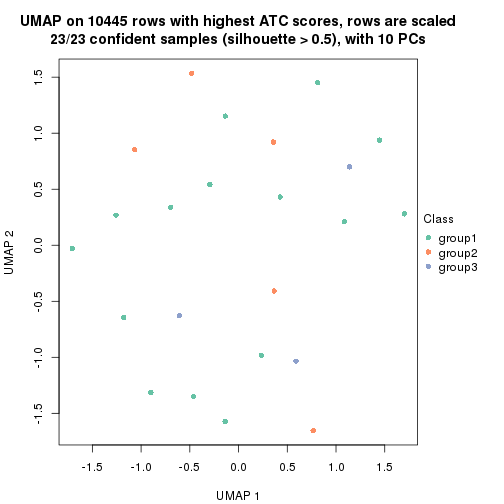 UMAP on 10445 rows with highest ATC scores, rows are scaled
23/23 confident samples (silhouette > 0.5), with 10 PCs
1.5
1.0
0.5
0.0
-0.5
-1.0
-1.5
UMAP 2
Class
group1
group2
group3
-1.5 -1.0 -0.5 0.0 0.5 1.0 1.5
UMAP 1